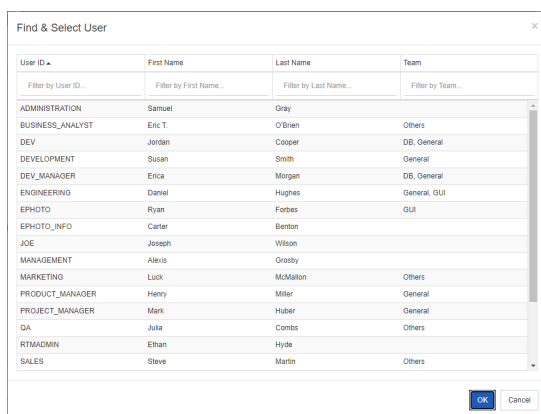 Find & Select User ×
User ID First Name Last Name Team
Filter by User ID... Filter by First Name... Filter by Last Name... Filter by Team...
ADMINISTRATION Samuel Gray
BUSINESS_ANALYST Eric T. O'Brien Others
DEV Jordan Cooper DB, General
DEVELOPMENT Susan Smith General
DEV_MANAGER Erica Morgan DB, General
ENGINEERING Daniel Hughes General, GUI
EPHOTO Ryan Forbes GUI
EPHOTO_INFO Carter Benton
JOE Joseph Wilson
MANAGEMENT Alexis Grosby
MARKETING Luck McMallon Others
PRODUCT_MANAGER Henry Miller General
PROJECT_MANAGER Mark Huber General
QA Julia Combs Others
RTMADMIN Ethan Hyde
SALES Steve Martin Others
OK Cancel